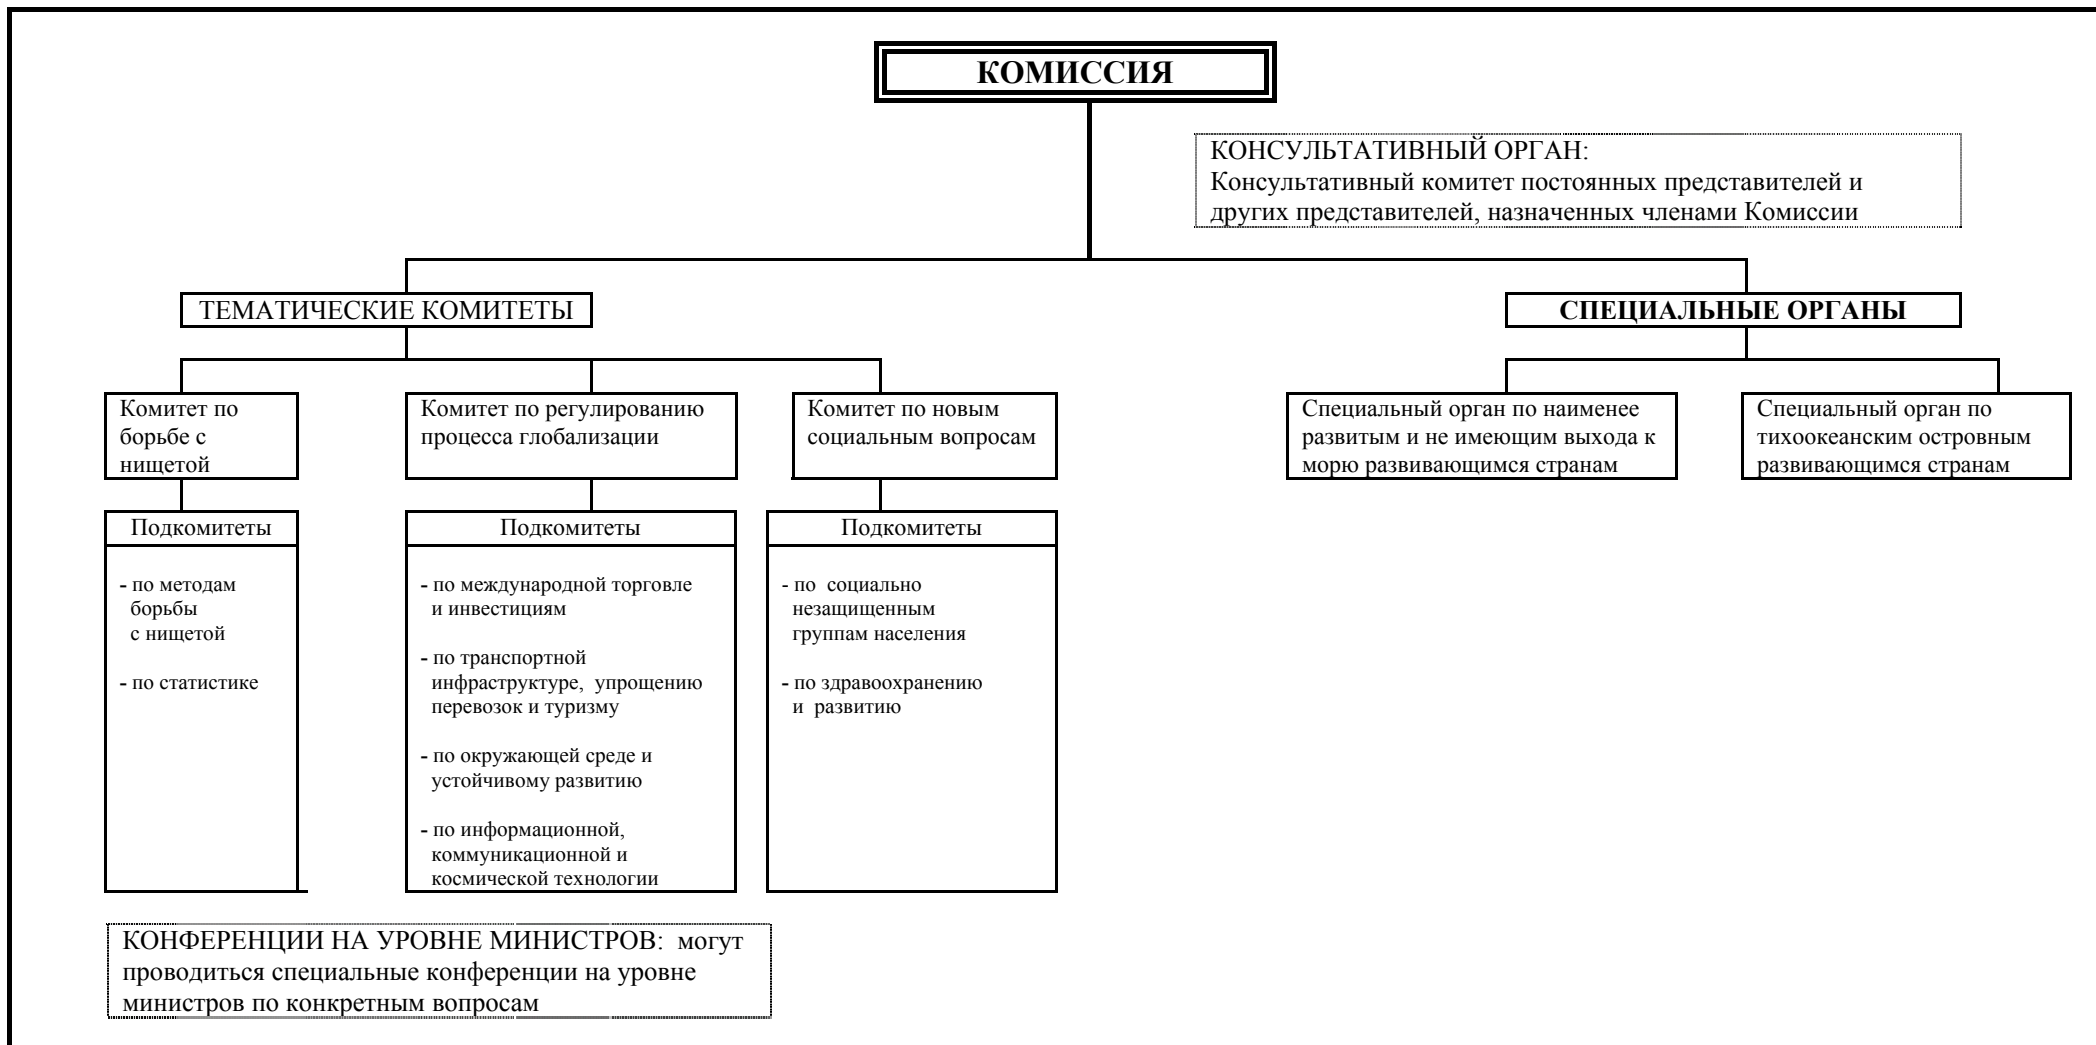 КОМИССИЯ
КОНСУЛЬТАТИВНЫЙ ОРГАН:
Консультативный комитет постоянных представителей и
других представителей, назначенных членами Комиссии
ТЕМАТИЧЕСКИЕ КОМИТЕТЫ
СПЕЦИАЛЬНЫЕ ОРГАНЫ
Комитет по
борьбе с
нищетой
Комитет по регулированию
процесса глобализации
Комитет по новым
социальным вопросам
Специальный орган по наименее
развитым и не имеющим выхода к
морю развивающимся странам
Специальный орган по
тихоокеанским островным
развивающимся странам
Подкомитеты
- по методам
борьбы
с нищетой
- по статистике
Подкомитеты
- по международной торговле
и инвестициям
- по транспортной
инфраструктуре, упрощению
перевозок и туризму
- по окружающей среде и
устойчивому развитию
- по информационной,
коммуникационной и
космической технологии
Подкомитеты
- по социально
незащищенным
группам населения
- по здравоохранению
и развитию
КОНФЕРЕНЦИИ НА УРОВНЕ МИНИСТРОВ: могут
проводиться специальные конференции на уровне
министров по конкретным вопросам